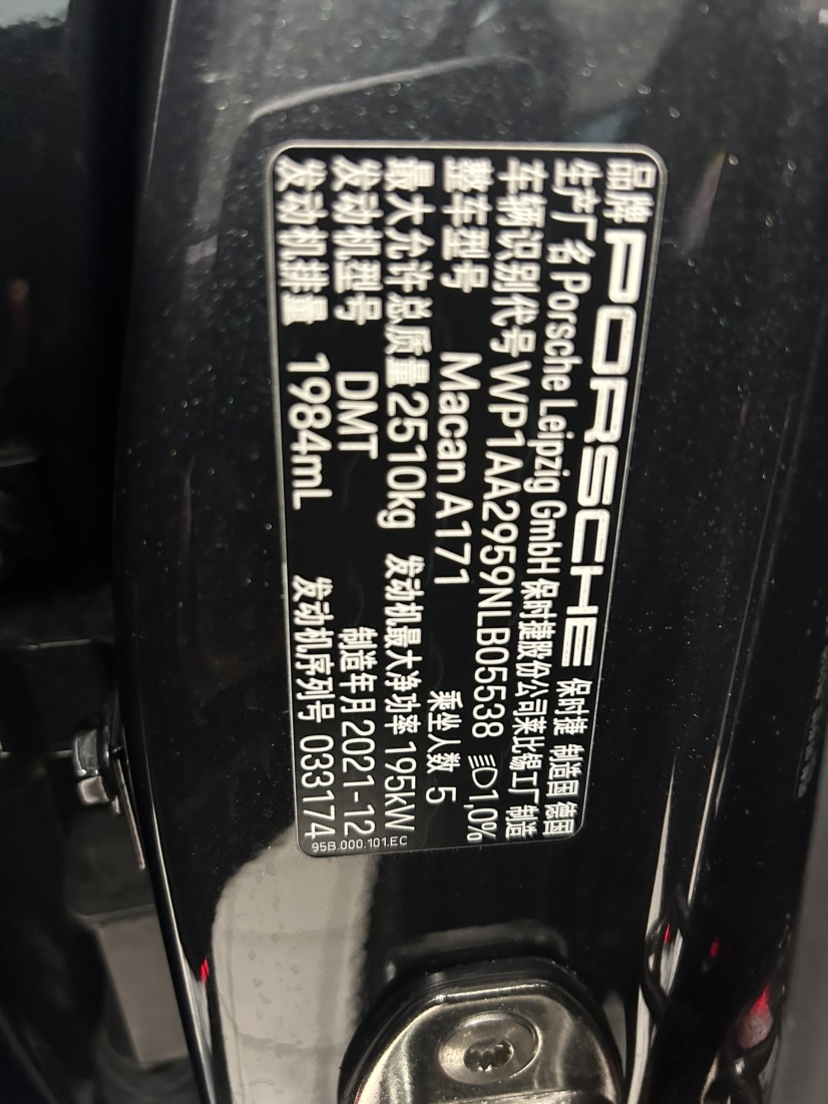 品牌 PORSCHE 保时捷 制造国 德国
生产厂名 Porsche Leipzig GmbH 保时捷股份公司莱比锡工厂 制造
车辆识别代号 WP1AA2959NLB05538 1,0%
整车型号 Macan A171 乘坐人数 5
最大允许总质量 2510kg 发动机最大净功率 195kW
发动机型号 DMT 制造年月 2021-12
发动机排量 1984mL 发动机序列号 033174
95B.000.101.EC